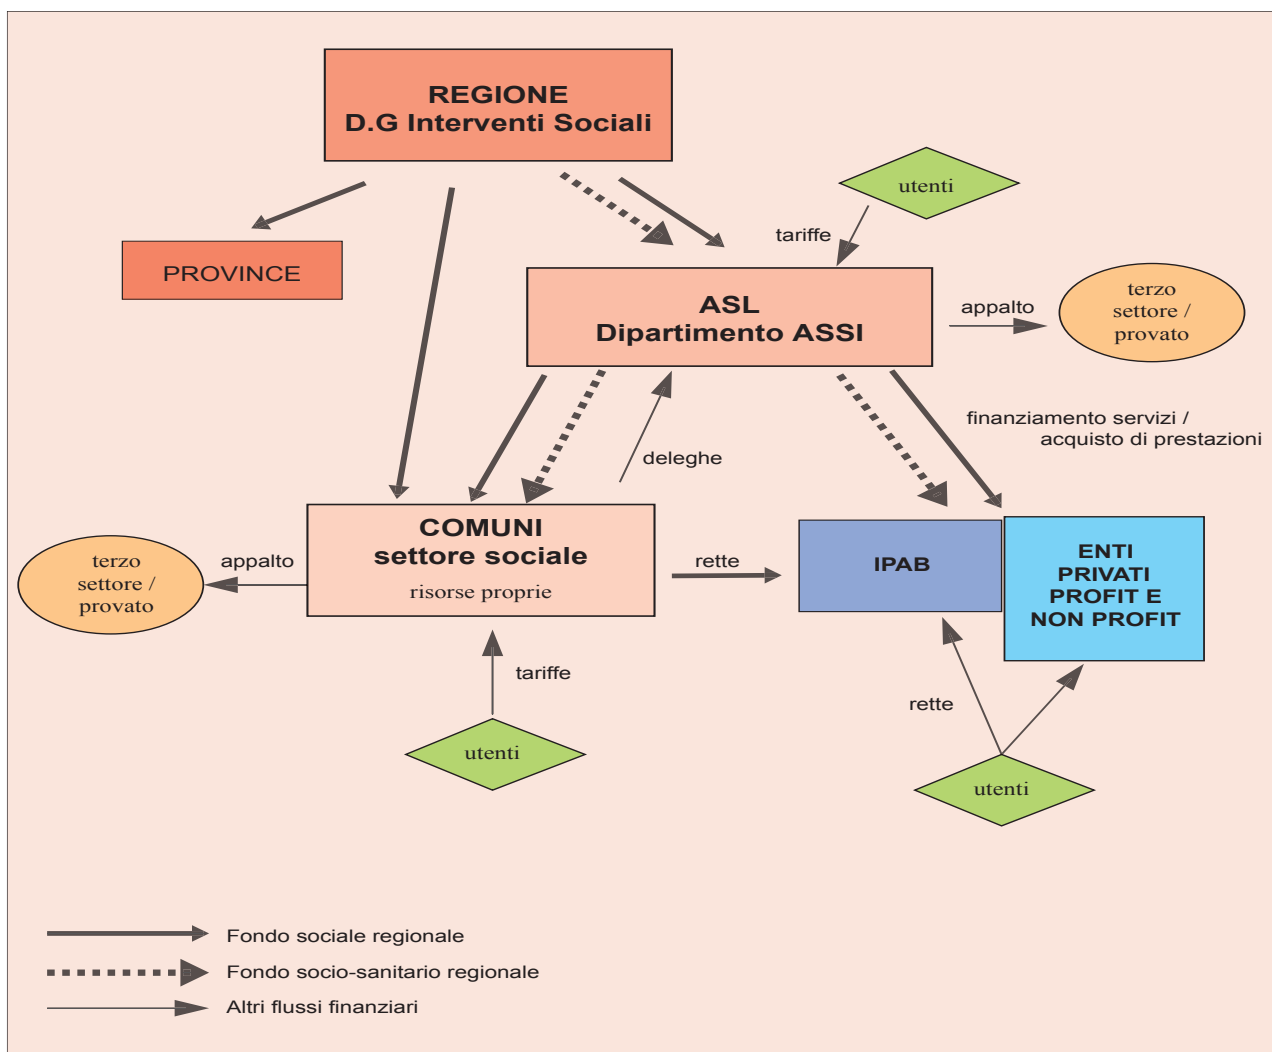 REGIONE
D.G Interventi Sociali
utenti
tariffe
PROVINCE
ASL
Dipartimento ASSI
appalto
terzo
settore /
provato
finanziamento servizi /
acquisto di prestazioni
deleghe
COMUNI
settore sociale
risorse proprie
appalto
terzo
settore /
provato
rette
IPAB
ENTI
PRIVATI
PROFIT E
NON PROFIT
tariffe
utenti
rette
utenti
Fondo sociale regionale
Fondo socio-sanitario regionale
Altri flussi finanziari